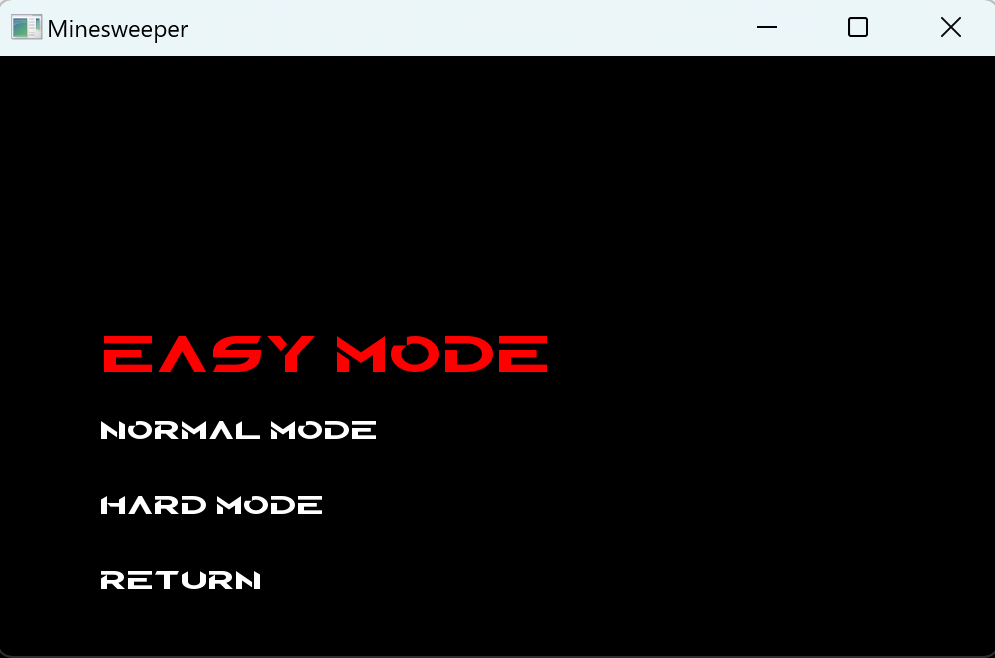 Minesweeper
EASY MODE
NORMAL MODE
HARD MODE
RETURN